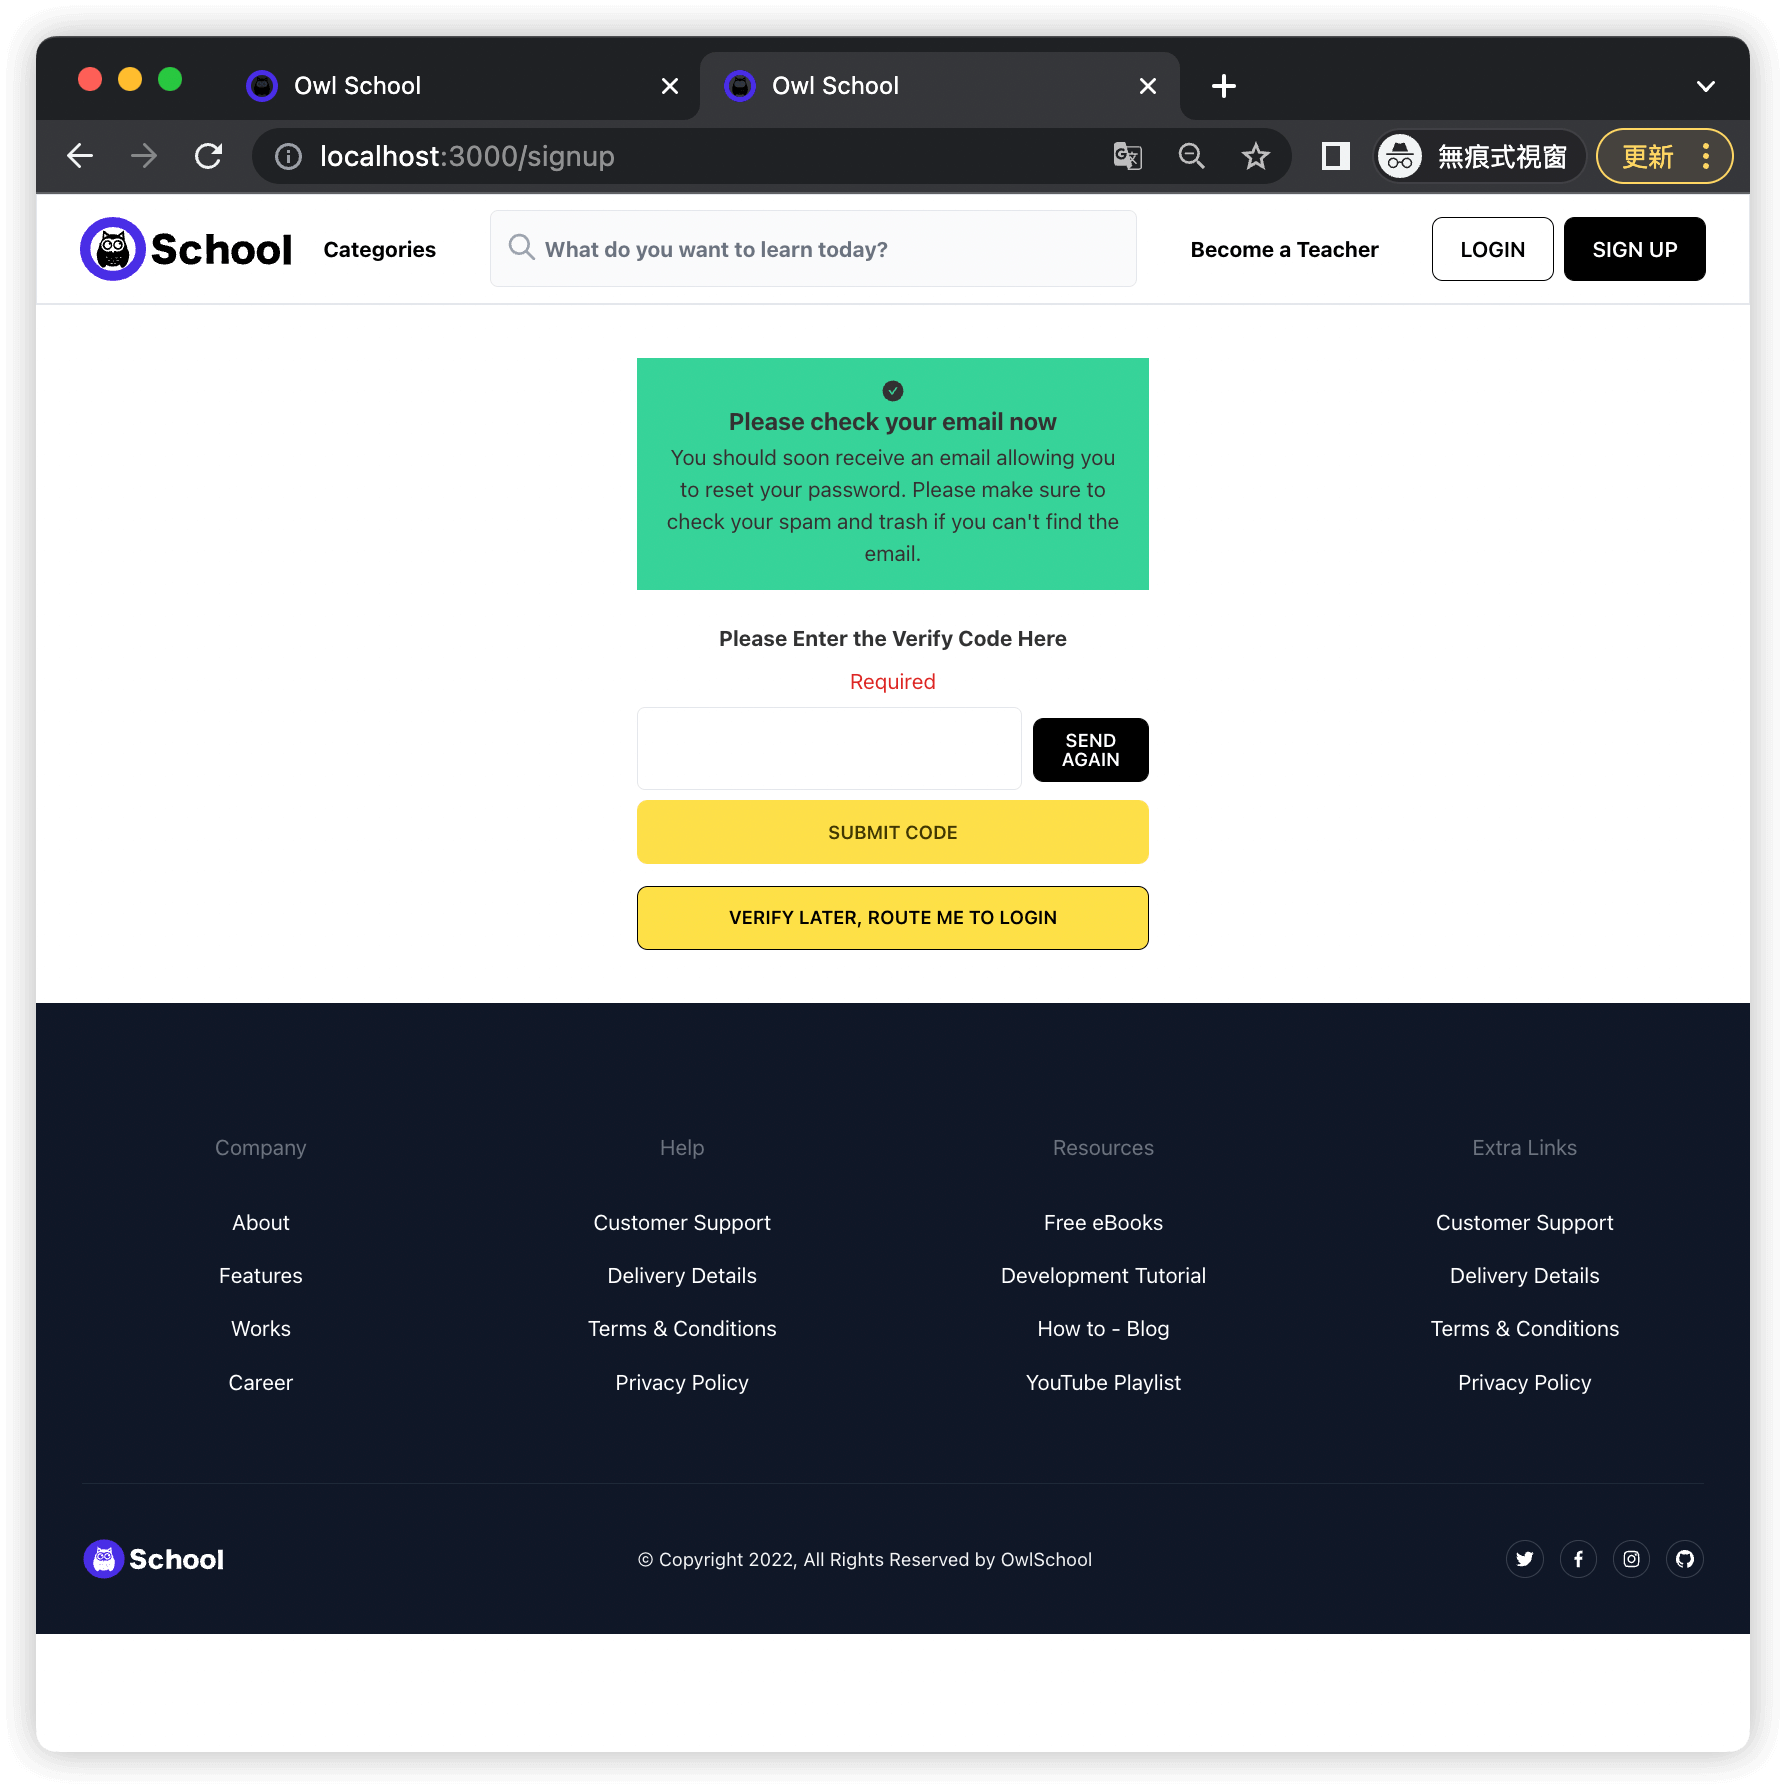 Owl School
Owl School
localhost:3000/signup
無痕式視窗
更新
School
Categories
What do you want to learn today?
Become a Teacher
LOGIN
SIGN UP
Please check your email now
You should soon receive an email allowing you
to reset your password. Please make sure to
check your spam and trash if you can't find the
email.
Please Enter the Verify Code Here
Required
SEND
AGAIN
SUBMIT CODE
VERIFY LATER, ROUTE ME TO LOGIN
Company
About
Features
Works
Career
Help
Customer Support
Delivery Details
Terms & Conditions
Privacy Policy
Resources
Free eBooks
Development Tutorial
How to - Blog
YouTube Playlist
Extra Links
Customer Support
Delivery Details
Terms & Conditions
Privacy Policy
School
© Copyright 2022, All Rights Reserved by OwlSchool